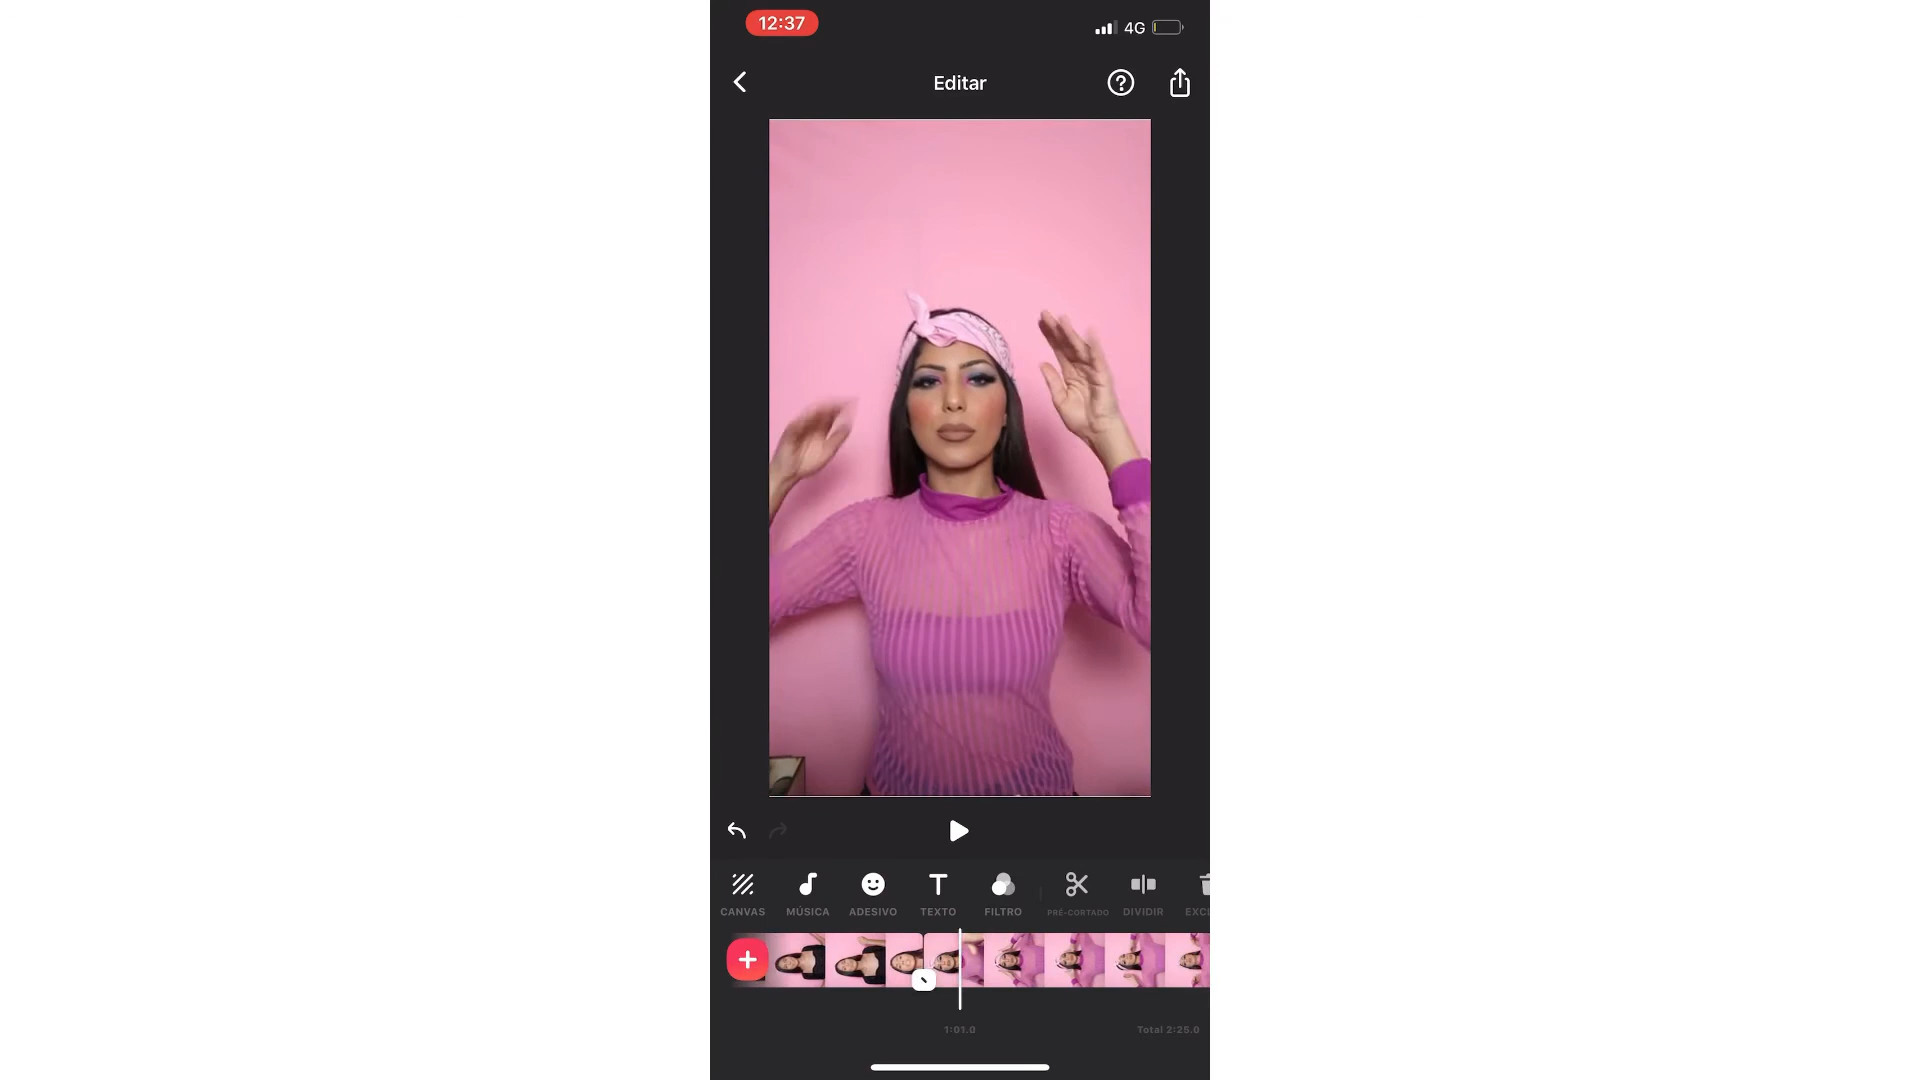 12:37
4G
Editar
CANVAS MÚSICA ADESIVO TEXTO FILTRO PRÉ-CORTADO DIVIDIR EXCL
1:01.0
Total 2:25.0